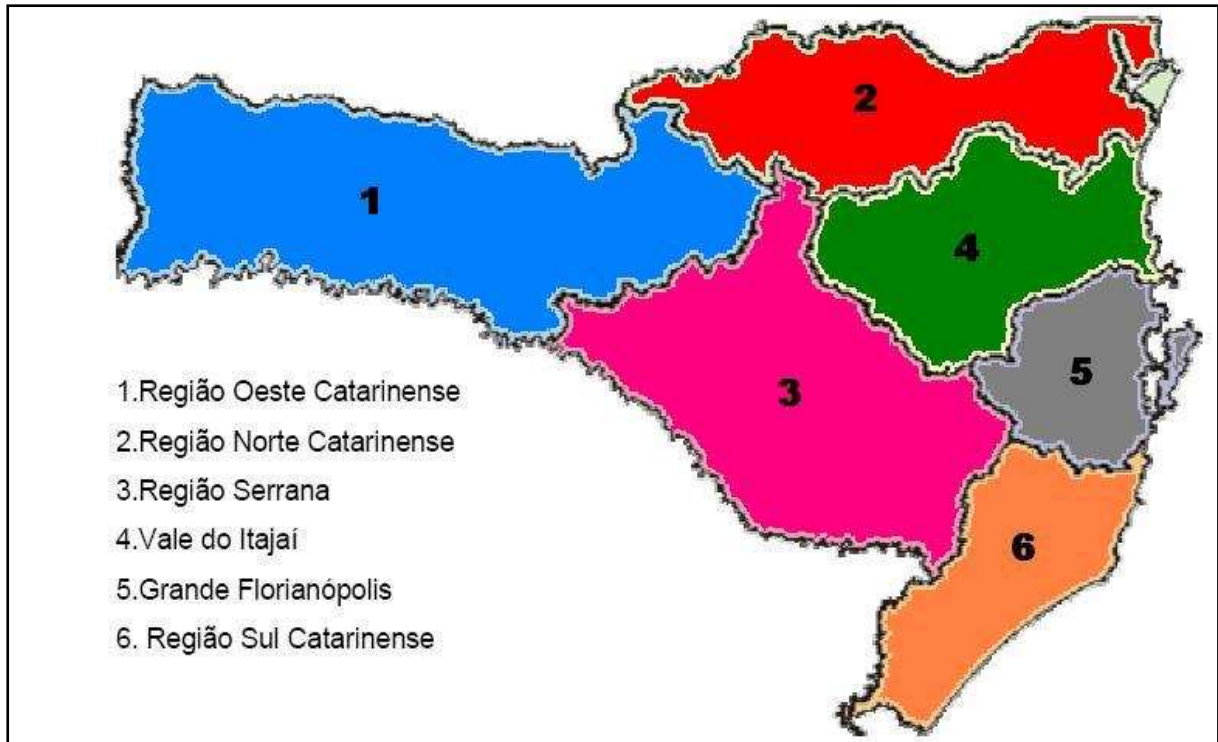 2
1
4
3
5
6
1.Região Oeste Catarinense
2.Região Norte Catarinense
3.Região Serrana
4.Vale do Itajaí
5.Grande Florianópolis
6. Região Sul Catarinense